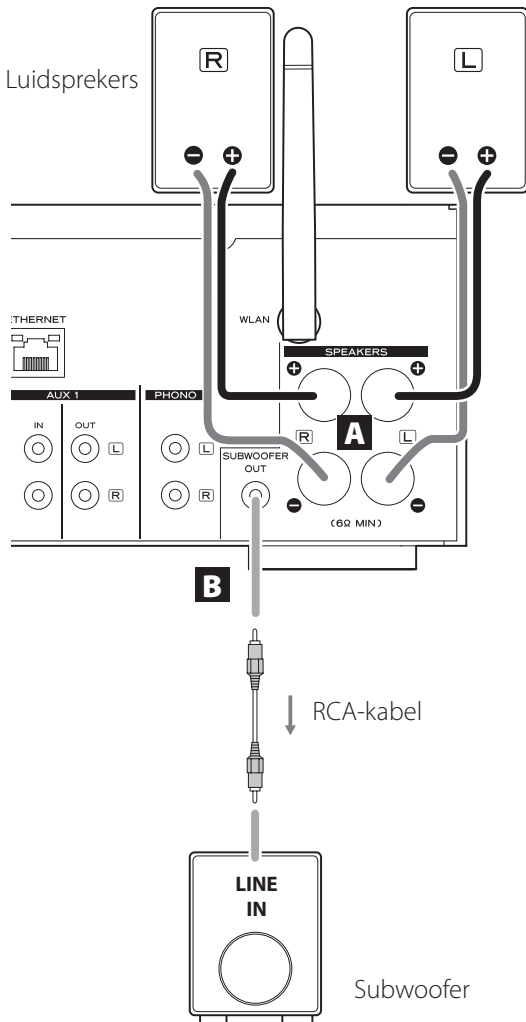 R
L
Luidsprekers
− +
− +
ETHERNET
WLAN
SPEAKERS
+ +
AUX 1
PHONO
IN
OUT
L
L
R
A
L
SUBWOOFER
OUT
R
R
− −
(6Ω MIN)
B
RCA-kabel
LINE
IN
Subwoofer